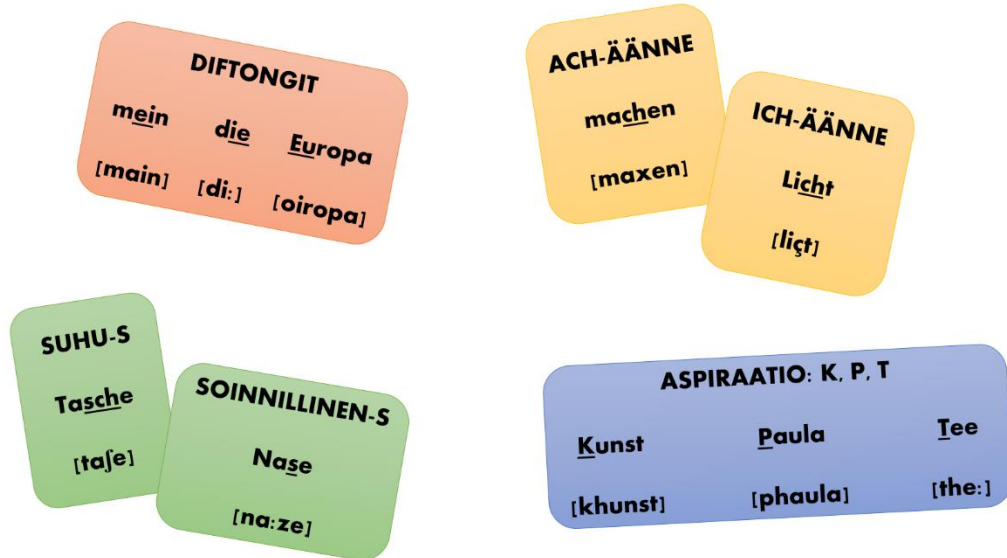 DIFTONGIT
mein die Europa
[main] [di:] [oiropa]
ACH-ÄÄNNE
machen
[maxen]
ICH-ÄÄNNE
Licht
[liçt]
SUHU-S
Tasche
[taʃe]
SOINNILLINEN-S
Nase
[na:ze]
ASPIRAATIO: K, P, T
Kunst Paula Tee
[khunst] [phaula] [the:]